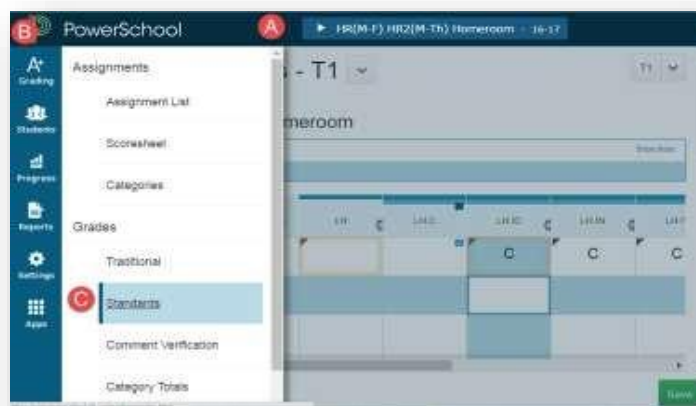 B PowerSchool A HR(M-F) HR2(M-Th) Homeroom - 16-17
A+ Grading
Students
Progress
Reports
Settings
Apps
Assignments
Assignment List
Scoresheet
Categories
Grades
Traditional
C Standards
Comment Verification
Category Totals
- T1
T1
meroom
C C C
Save